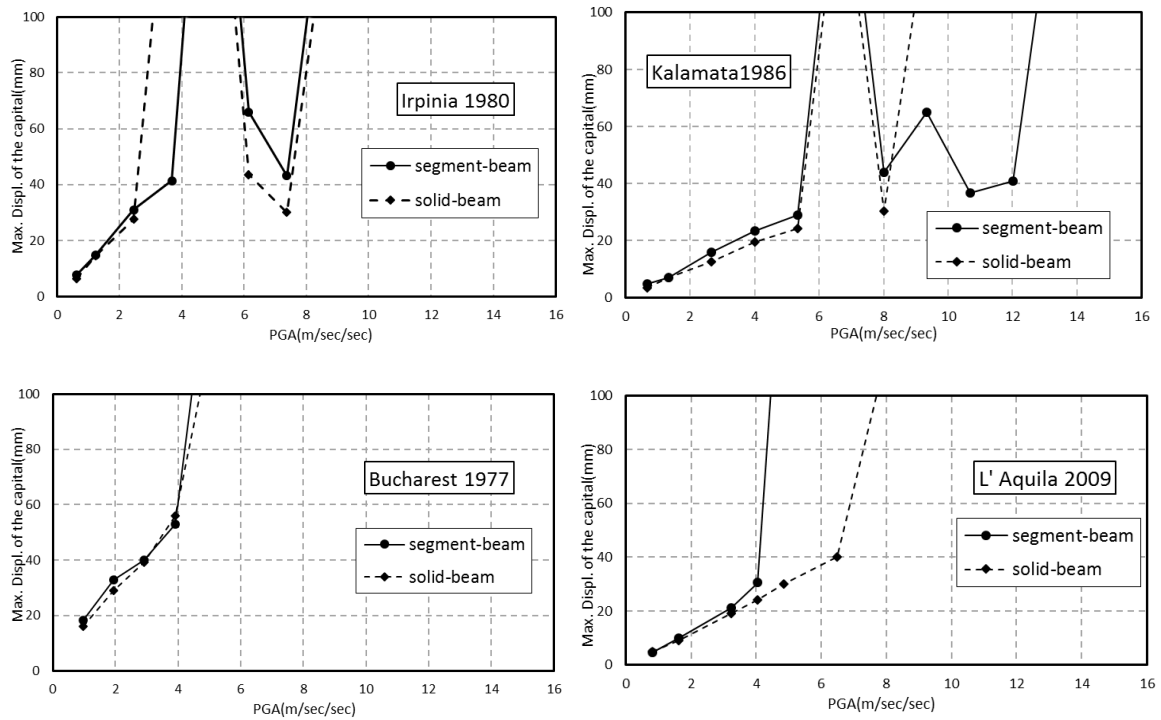 Max. Displ. of the capital(mm)
100
80
60
40
20
0
Irpinia 1980
segment-beam
solid-beam
0 2 4 6 8 10 12 14 16
PGA(m/sec/sec)
Max. Displ. of the capital(mm)
100
80
60
40
20
0
Kalamata1986
segment-beam
solid-beam
0 2 4 6 8 10 12 14 16
PGA(m/sec/sec)
Max. Displ. of the capital(mm)
100
80
60
40
20
0
Bucharest 1977
segment-beam
solid-beam
0 2 4 6 8 10 12 14 16
PGA(m/sec/sec)
Max. Displ. of the capital(mm)
100
80
60
40
20
0
L' Aquila 2009
segment-beam
solid-beam
0 2 4 6 8 10 12 14 16
PGA(m/sec/sec)